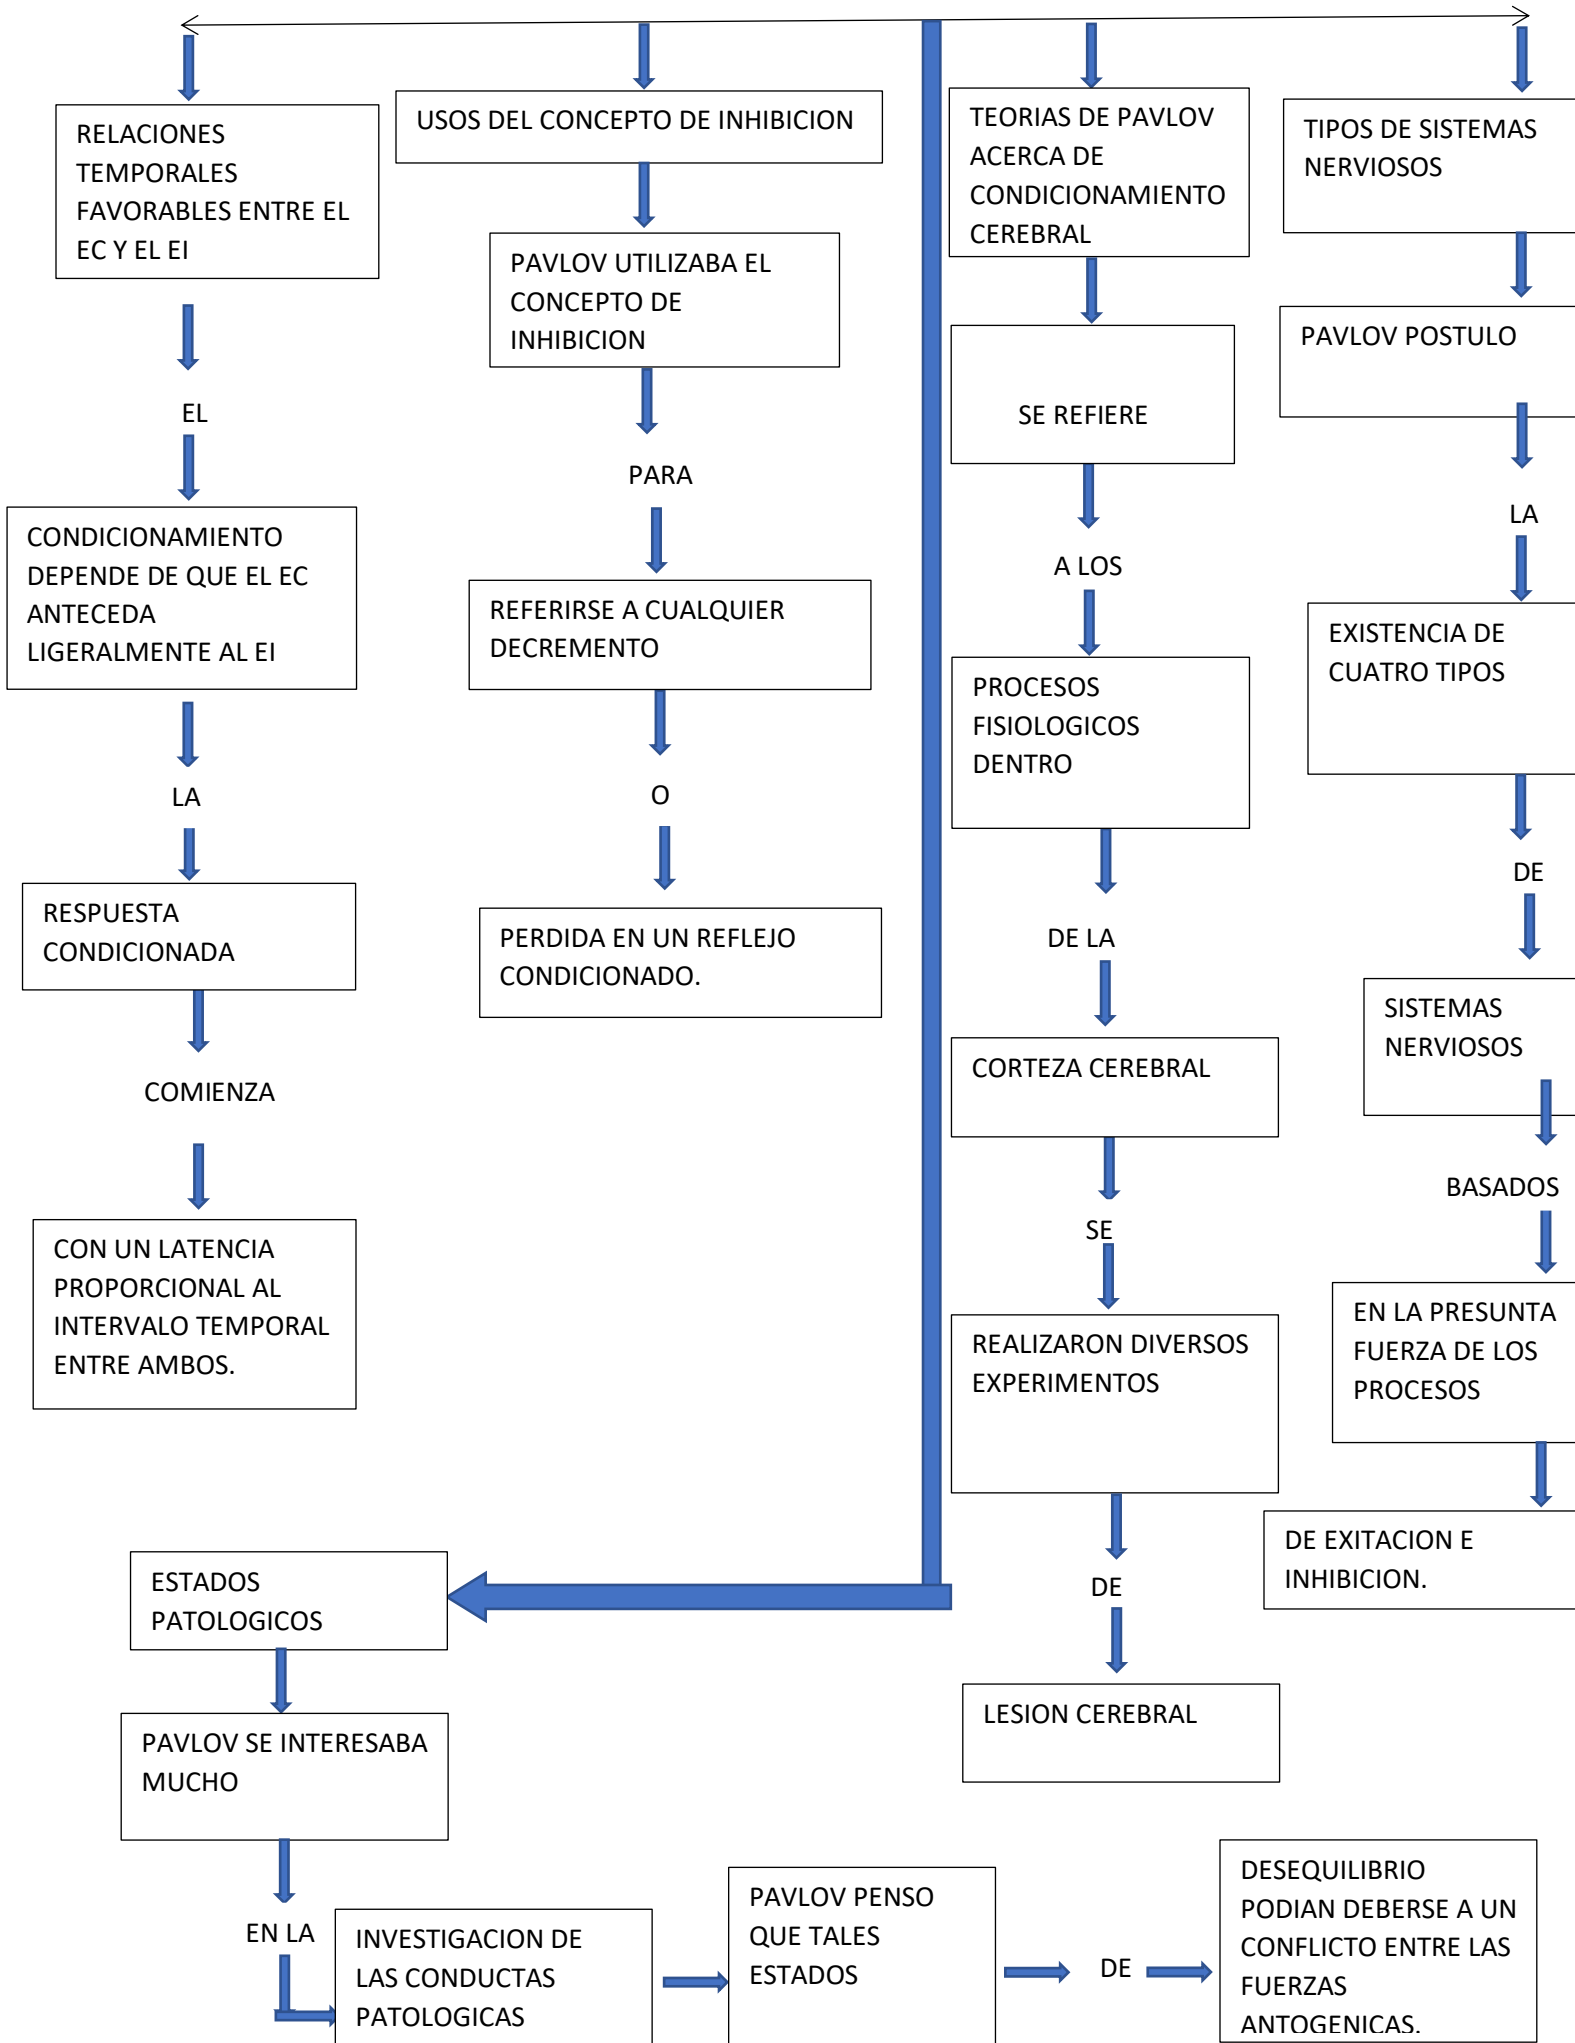 RELACIONES
TEMPORALES
FAVORABLES ENTRE EL
EC Y EL EI
EL
CONDICIONAMIENTO
DEPENDE DE QUE EL EC
ANTECEDA
LIGERALMENTE AL EI
LA
RESPUESTA
CONDICIONADA
COMIENZA
CON UN LATENCIA
PROPORCIONAL AL
INTERVALO TEMPORAL
ENTRE AMBOS.
USOS DEL CONCEPTO DE INHIBICION
PAVLOV UTILIZABA EL
CONCEPTO DE
INHIBICION
PARA
REFERIRSE A CUALQUIER
DECREMENTO
O
PERDIDA EN UN REFLEJO
CONDICIONADO.
TEORIAS DE PAVLOV
ACERCA DE
CONDICIONAMIENTO
CEREBRAL
SE REFIERE
A LOS
PROCESOS
FISIOLOGICOS
DENTRO
DE LA
CORTEZA CEREBRAL
SE
REALIZARON DIVERSOS
EXPERIMENTOS
DE
LESION CEREBRAL
TIPOS DE SISTEMAS
NERVIOSOS
PAVLOV POSTULO
LA
EXISTENCIA DE
CUATRO TIPOS
DE
SISTEMAS
NERVIOSOS
BASADOS
EN LA PRESUNTA
FUERZA DE LOS
PROCESOS
DE EXITACION E
INHIBICION.
ESTADOS
PATOLOGICOS
PAVLOV SE INTERESABA
MUCHO
EN LA
INVESTIGACION DE
LAS CONDUCTAS
PATOLOGICAS
PAVLOV PENSO
QUE TALES
ESTADOS
DE
DESEQUILIBRIO
PODIAN DEBERSE A UN
CONFLICTO ENTRE LAS
FUERZAS
ANTOGENICAS.